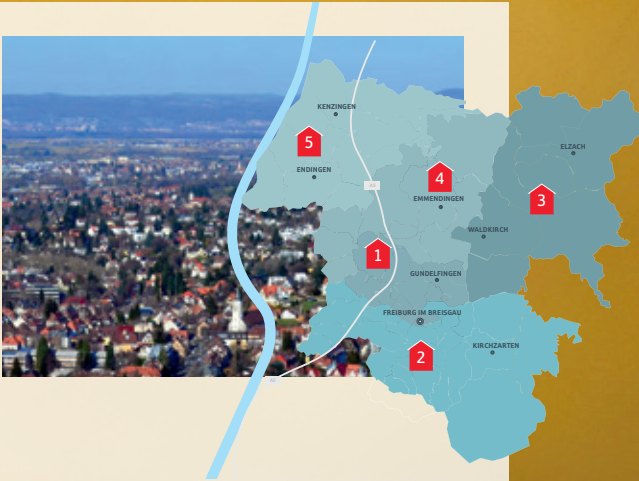 KENZINGEN
5
ELZACH
ENDINGEN
4
EMMENDINGEN
3
WALDKIRCH
1
GUNDELFINGEN
FREIBURG IM BREISGAU
KIRCHZARTEN
2